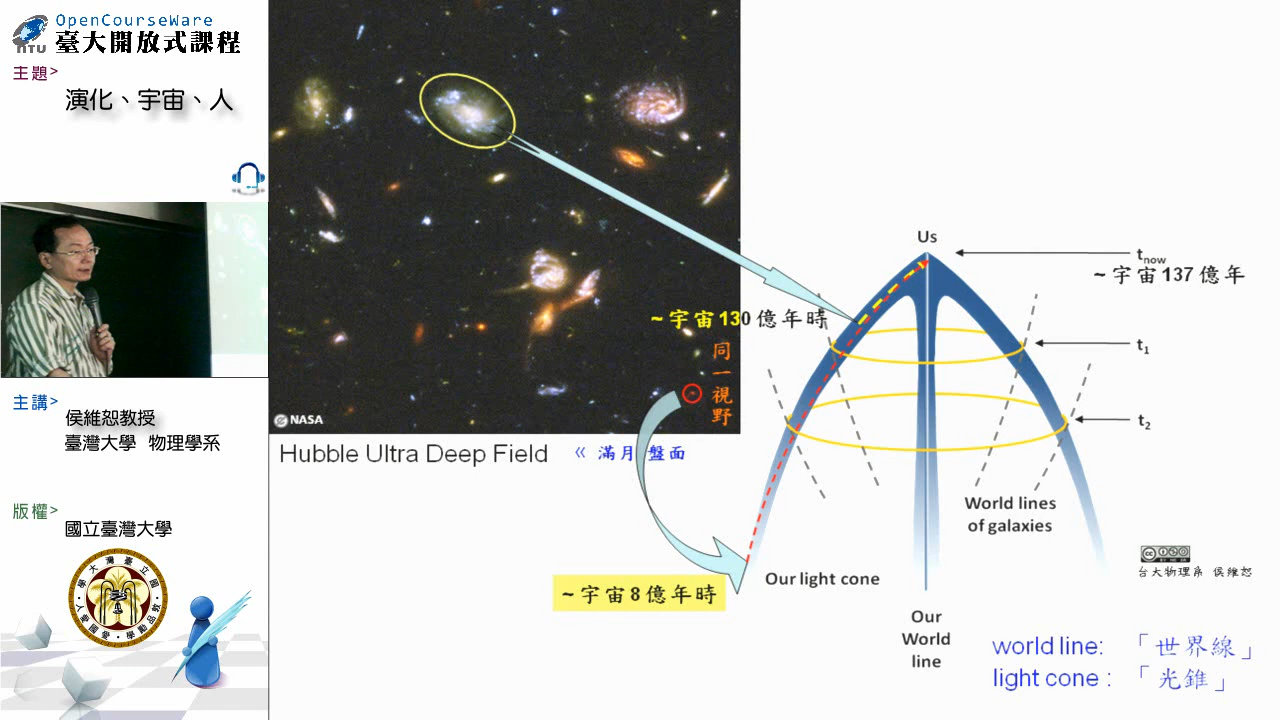 OpenCourseWare
NTU 臺大開放式課程
主題>
演化、宇宙、人
主講>
侯維恕教授
臺灣大學 物理學系
版權>
國立臺灣大學
NASA
Hubble Ultra Deep Field
《 滿月 盤面
~宇宙130億年時
同一視野
~宇宙8億年時
Us
tnow
~宇宙137億年
t1
t2
World lines
of galaxies
Our light cone
Our
World
line
台大物理系 侯維恕
world line: 「世界線」
light cone : 「光錐」